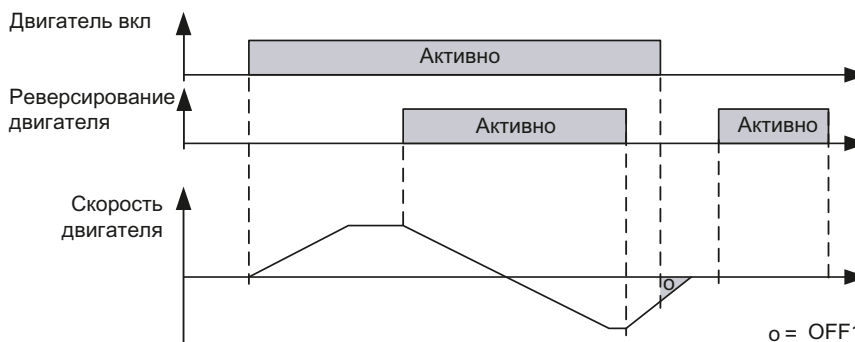 Двигатель вкл
Активно
Реверсирование
двигателя
Активно
Активно
Скорость
двигателя
o
o = OFF1